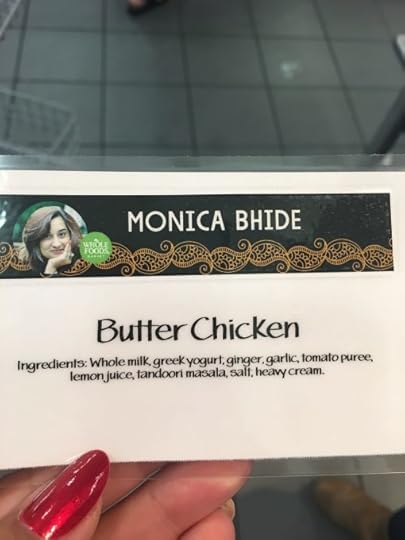 MONICA BHIDE
WHOLE
FOODS
MARKET
Butter Chicken
Ingredients: Whole milk, greek yogurt, ginger, garlic, tomato puree,
lemon juice, tandoori masala, salt, heavy cream.